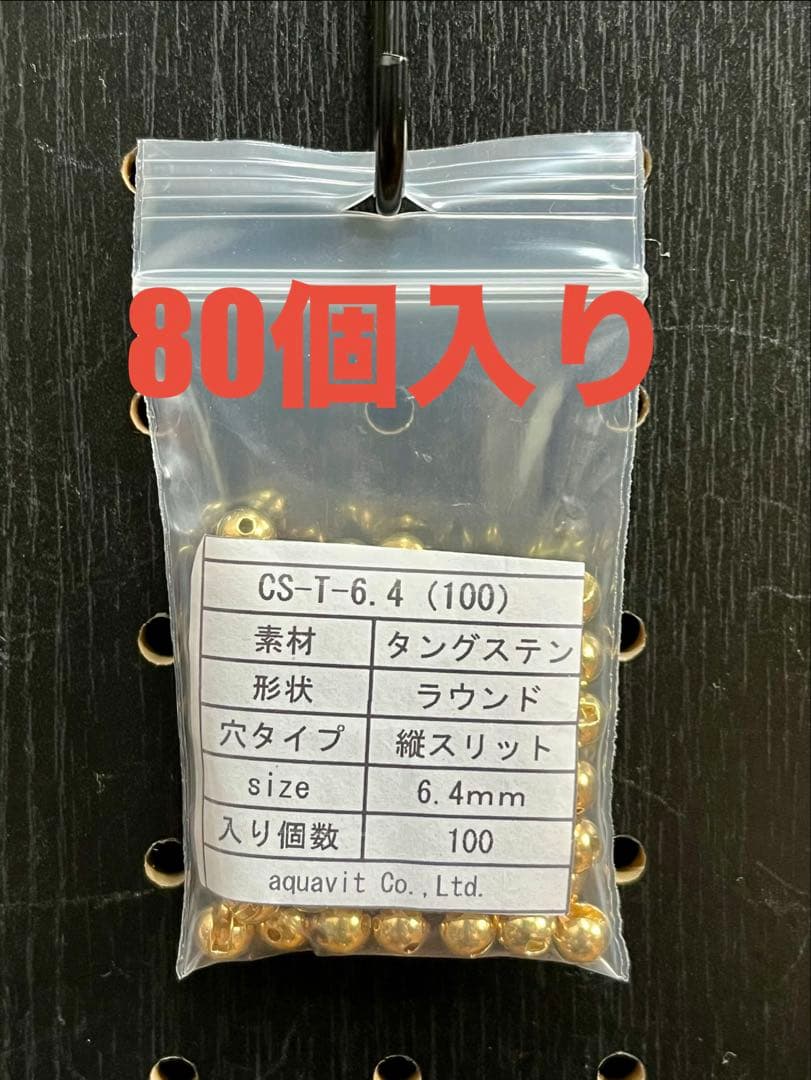 80個入り
CS-T-6.4 (100)
素材 タングステン
形状 ラウンド
穴タイプ 縦スリット
size 6.4mm
入り個数 100
aquavit Co.,Ltd.